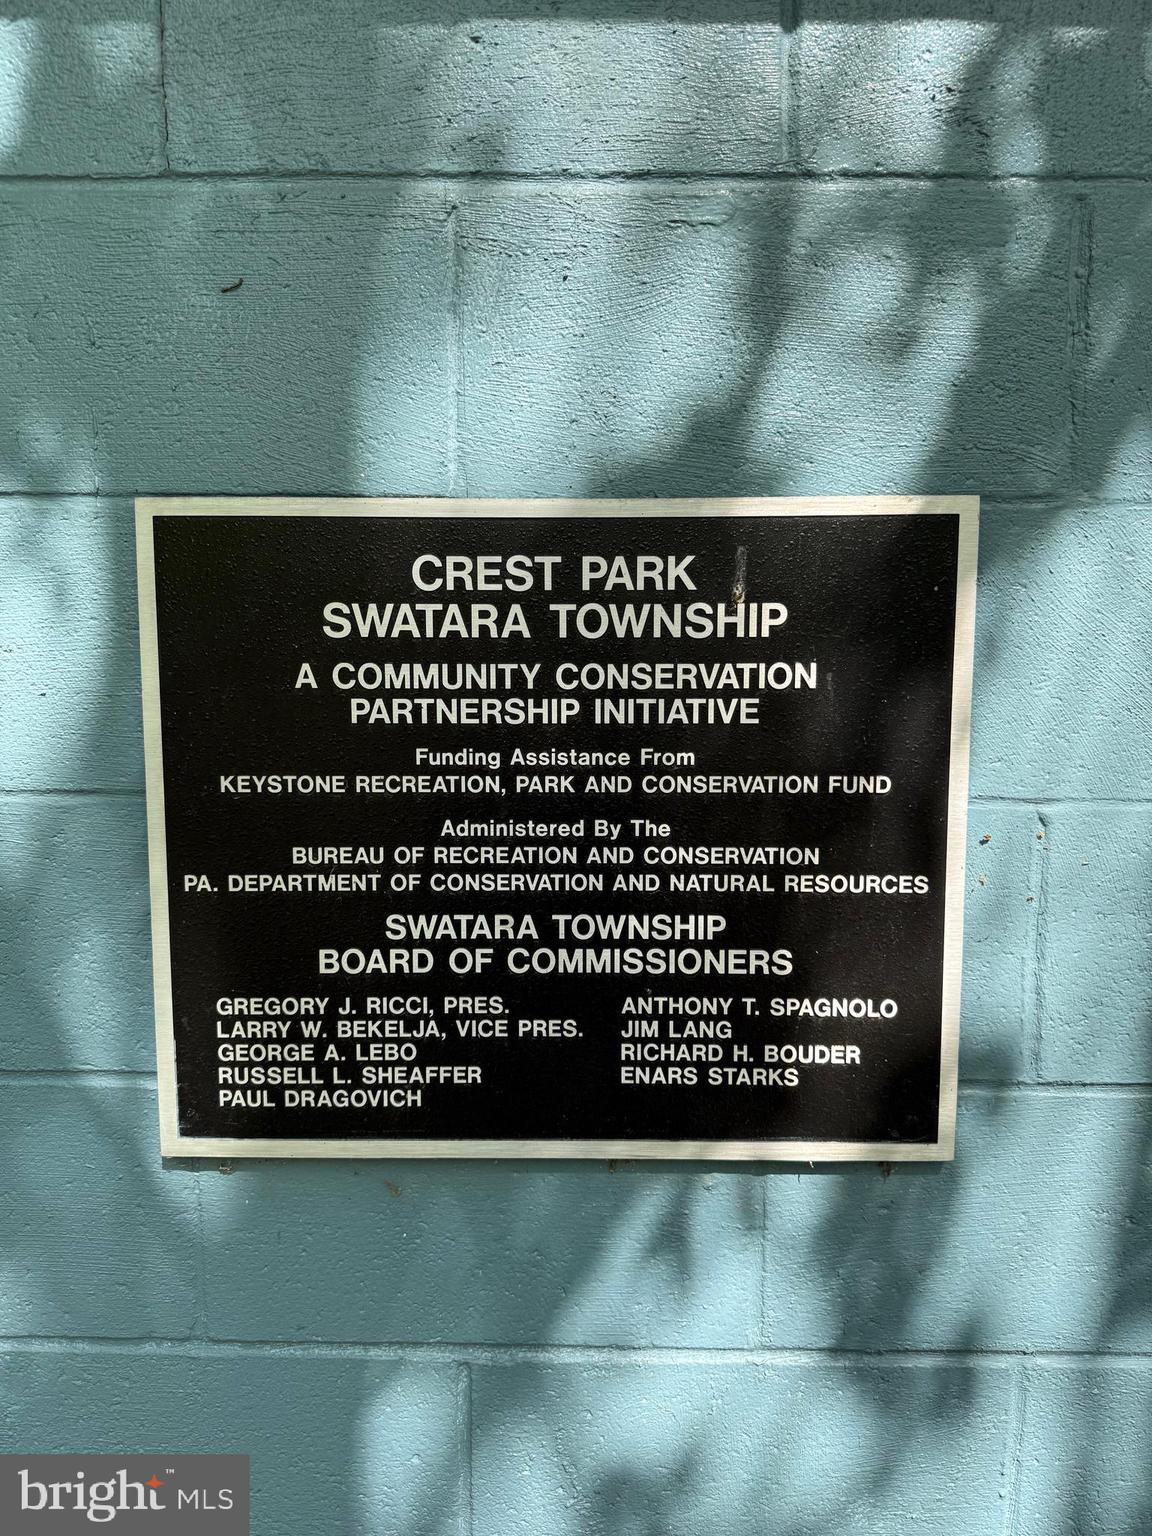 CREST PARK
SWATARA TOWNSHIP
A COMMUNITY CONSERVATION
PARTNERSHIP INITIATIVE
Funding Assistance From
KEYSTONE RECREATION, PARK AND CONSERVATION FUND
Administered By The
BUREAU OF RECREATION AND CONSERVATION
PA. DEPARTMENT OF CONSERVATION AND NATURAL RESOURCES
SWATARA TOWNSHIP
BOARD OF COMMISSIONERS
GREGORY J. RICCI, PRES.
LARRY W. BEKELJA, VICE PRES.
GEORGE A. LEBO
RUSSELL L. SHEAFFER
PAUL DRAGOVICH
ANTHONY T. SPAGNOLO
JIM LANG
RICHARD H. BOUDER
ENARS STARKS
bright™ MLS